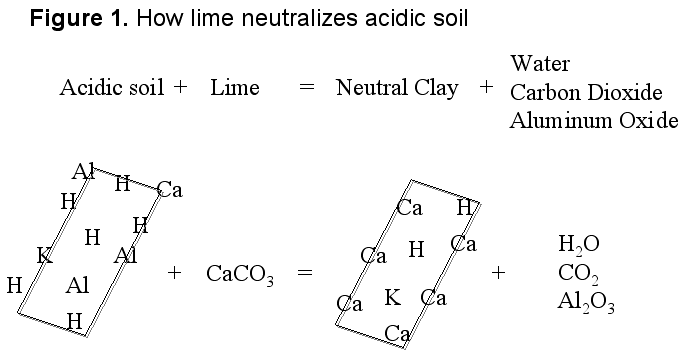 Figure 1. How lime neutralizes acidic soil
Acidic soil + Lime = Neutral Clay + Water
Carbon Dioxide
Aluminum Oxide
Al H Ca
H H
H
K Al
H Al
H
+ CaCO₃ =
Ca H
Ca H Ca
Ca K Ca
Ca
+
H₂O
CO₂
Al₂O₃